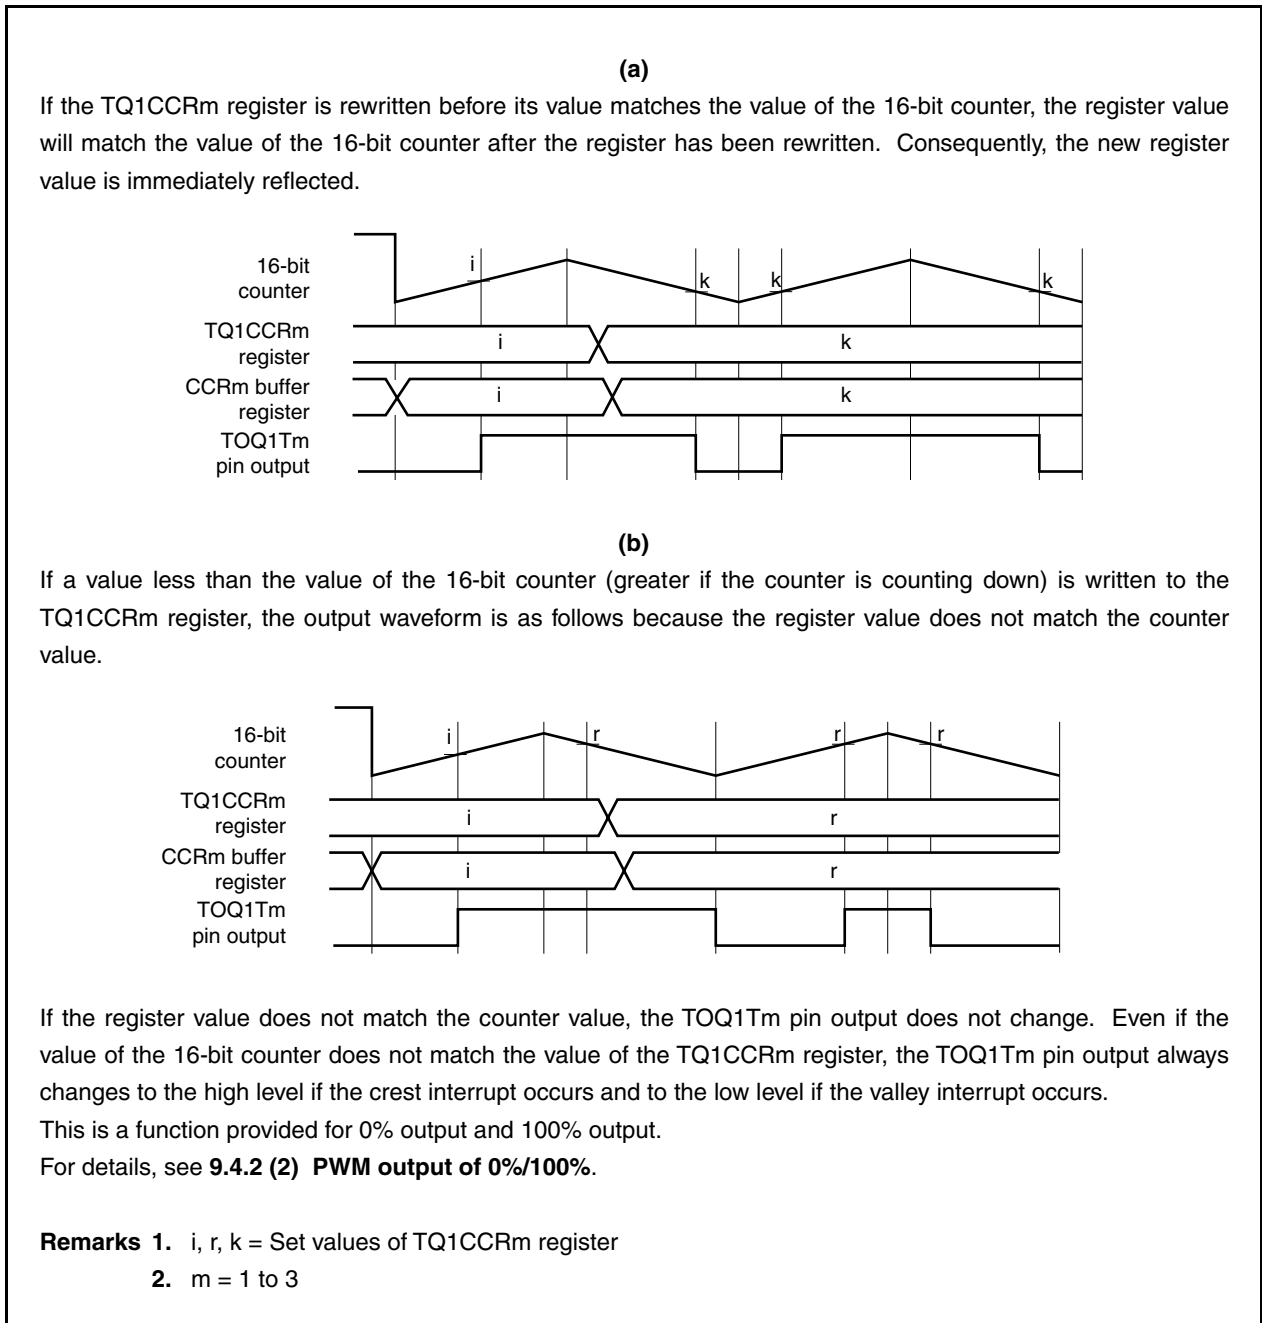 (a)
If the TQ1CCRm register is rewritten before its value matches the value of the 16-bit counter, the register value
will match the value of the 16-bit counter after the register has been rewritten. Consequently, the new register
value is immediately reflected.
i
k
k
k
16-bit
counter
TQ1CCRm
register
i
k
CCRm buffer
register
i
k
TOQ1Tm
pin output
(b)
If a value less than the value of the 16-bit counter (greater if the counter is counting down) is written to the
TQ1CCRm register, the output waveform is as follows because the register value does not match the counter
value.
i
r
r
r
16-bit
counter
TQ1CCRm
register
i
r
CCRm buffer
register
i
r
TOQ1Tm
pin output
If the register value does not match the counter value, the TOQ1Tm pin output does not change. Even if the
value of the 16-bit counter does not match the value of the TQ1CCRm register, the TOQ1Tm pin output always
changes to the high level if the crest interrupt occurs and to the low level if the valley interrupt occurs.
This is a function provided for 0% output and 100% output.
For details, see 9.4.2 (2) PWM output of 0%/100%.
Remarks 1. i, r, k = Set values of TQ1CCRm register
2. m = 1 to 3